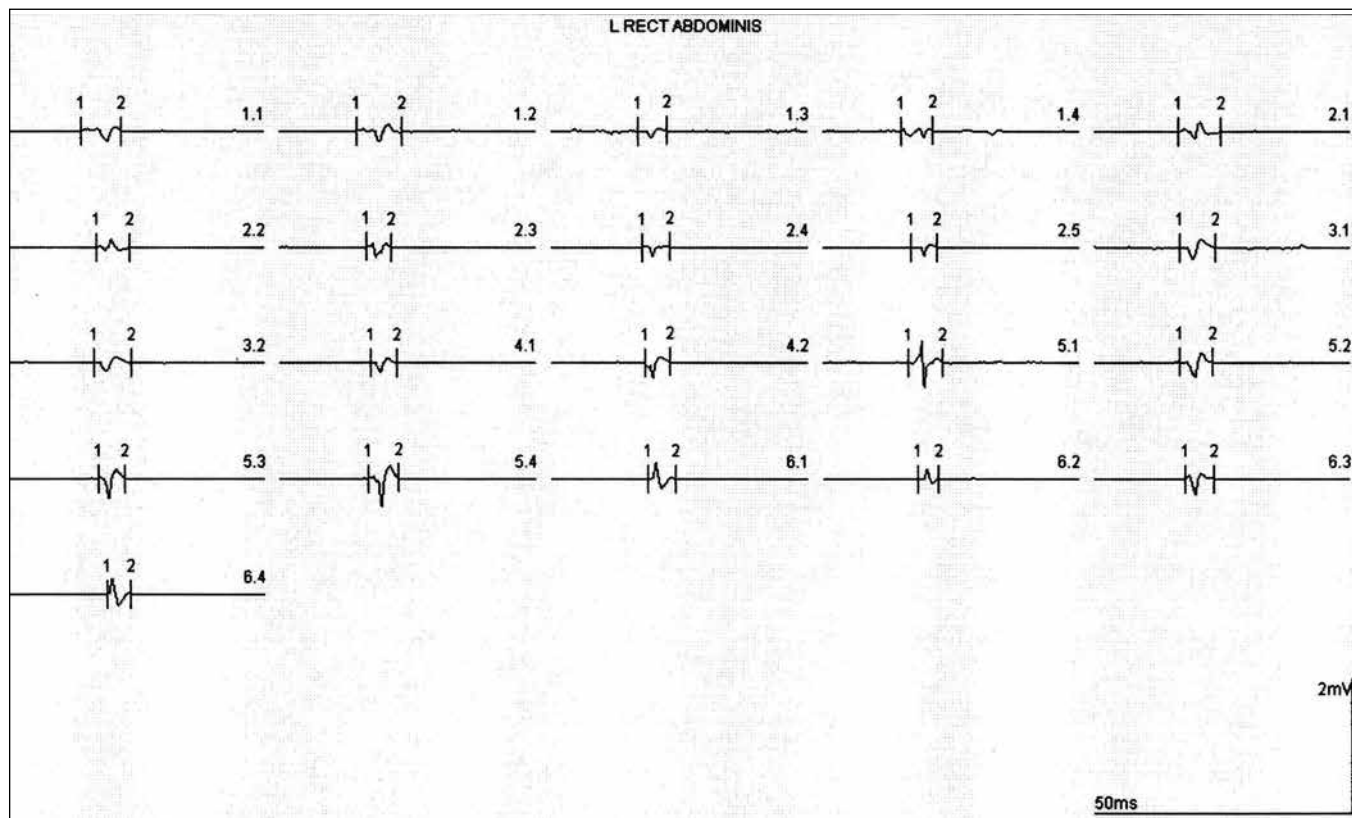 L RECT ABDOMINIS
1 2 1.1 1 2 1.2 1 2 1.3 1 2 1.4 1 2 2.1
1 2 2.2 1 2 2.3 1 2 2.4 1 2 2.5 1 2 3.1
1 2 3.2 1 2 4.1 1 2 4.2 1 2 5.1 1 2 5.2
1 2 5.3 1 2 5.4 1 2 6.1 1 2 6.2 1 2 6.3
1 2 6.4
2mV
50ms